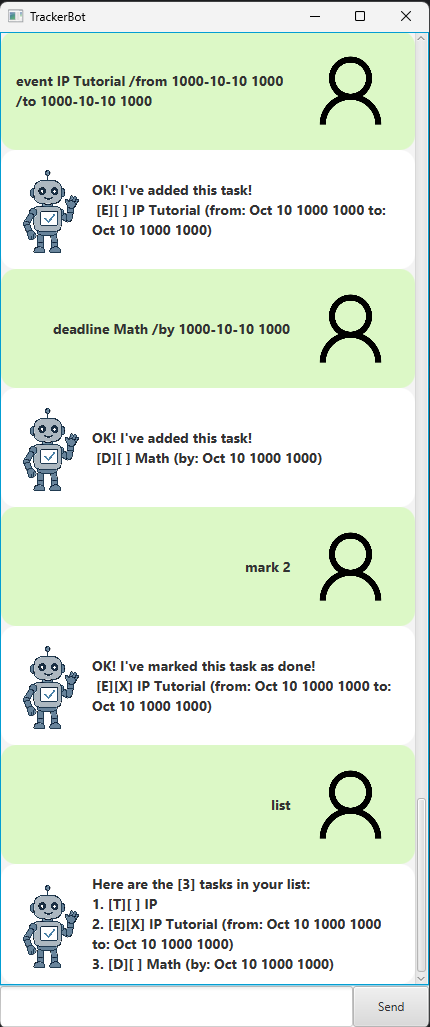 TrackerBot
event IP Tutorial /from 1000-10-10 1000
/to 1000-10-10 1000
OK! I've added this task!
[E][ ] IP Tutorial (from: Oct 10 1000 1000 to:
Oct 10 1000 1000)
deadline Math /by 1000-10-10 1000
OK! I've added this task!
[D][ ] Math (by: Oct 10 1000 1000)
mark 2
OK! I've marked this task as done!
[E][X] IP Tutorial (from: Oct 10 1000 1000 to:
Oct 10 1000 1000)
list
Here are the [3] tasks in your list:
1. [T][ ] IP
2. [E][X] IP Tutorial (from: Oct 10 1000 1000
to: Oct 10 1000 1000)
3. [D][ ] Math (by: Oct 10 1000 1000)
Send